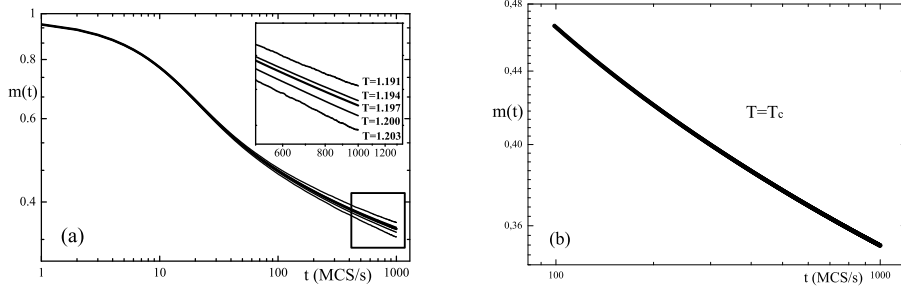 1
0.9
0.6
0.4
m(t)
(a)
T=1.191
T=1.194
T=1.197
T=1.200
T=1.203
600 800 1000 1200
1 10 100 1000
t (MCS/s)
0,48
0,44
0,40
0,36
m(t)
T=Tc
(b)
100 1000
t (MCS/s)